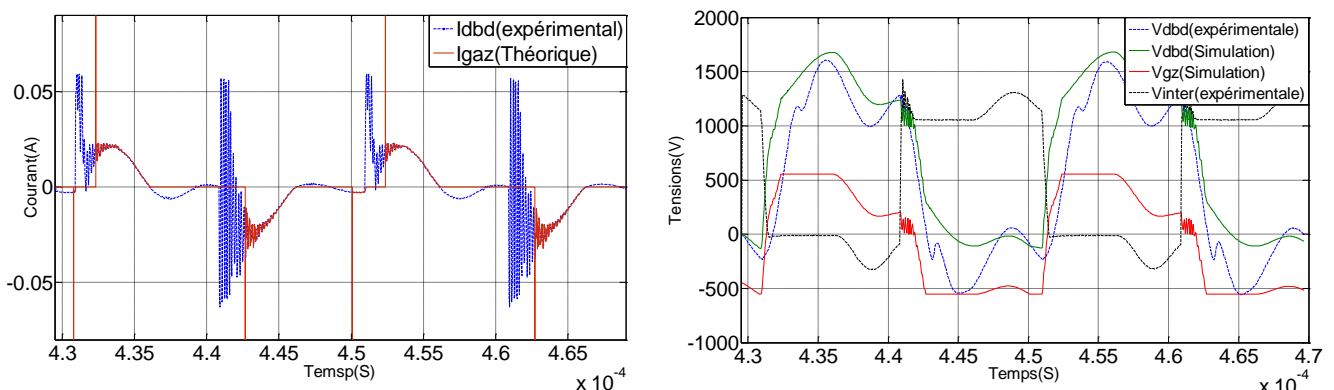 Idbd(expérimental)
Igaz(Théorique)
Courant(A)
0.05
0
-0.05
4.3 4.35 4.4 4.45 4.5 4.55 4.6 4.65
Temsp(S)
x 10⁻⁴
Vdbd(expérimentale)
Vdbd(Simulation)
Vgz(Simulation)
Vinter(expérimentale)
Tensions(V)
2000
1500
1000
500
0
-500
-1000
4.3 4.35 4.4 4.45 4.5 4.55 4.6 4.65 4.7
Temps(S)
x 10⁻⁴